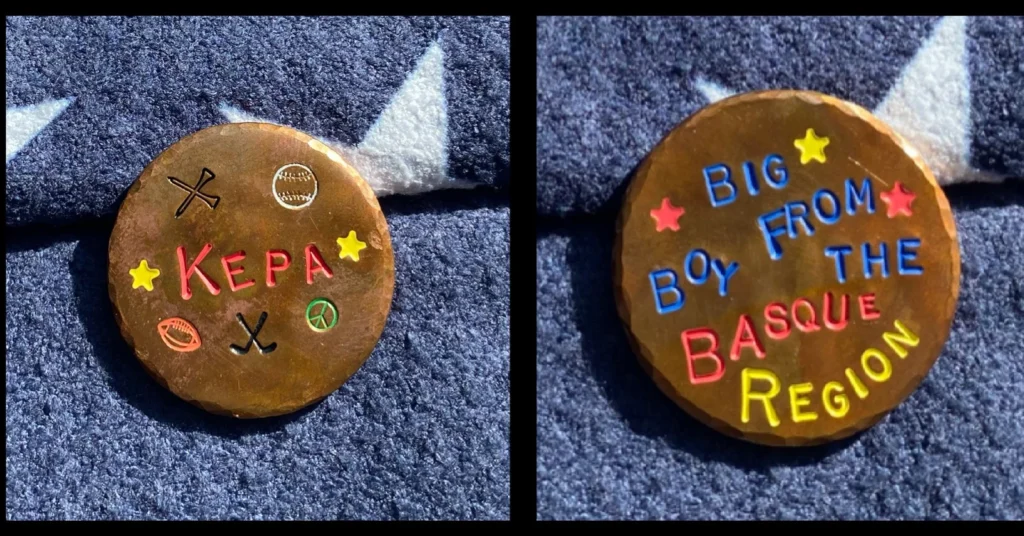 KEPA
BIG
FROM
BOY
THE
BASQUE
REGION